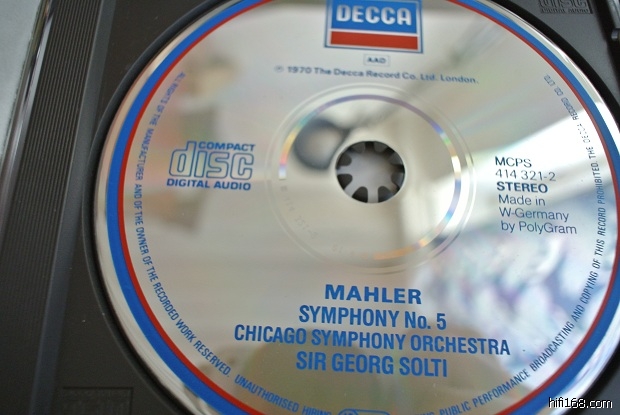 DECCA
AAD
℗ 1970 The Decca Record Co. Ltd. London.
COMPACT
disc
DIGITAL AUDIO
MCPS
414 321-2
STEREO
Made in
W-Germany
by PolyGram
MAHLER
SYMPHONY No. 5
CHICAGO SYMPHONY ORCHESTRA
SIR GEORG SOLTI
ALL RIGHTS OF THE MANUFACTURER AND OF THE OWNER OF THE RECORDED WORK RESERVED. UNAUTHORISED PUBLIC PERFORMANCE BROADCASTING AND COPYING OF THIS RECORD PROHIBITED
hifi168.com